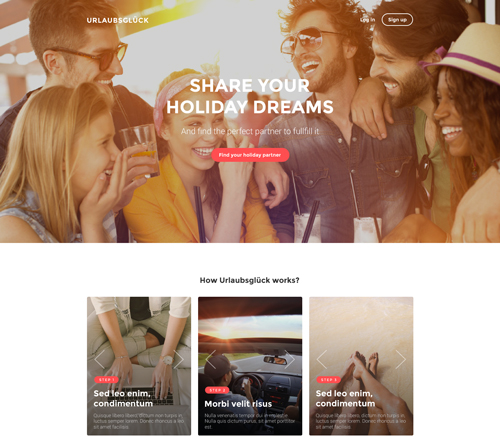 URLAUBSGLÜCK
Log in
Sign up
SHARE YOUR
HOLIDAY DREAMS
And find the perfect partner to fullfill it
Find your holiday partner
How Urlaubsglück works?
STEP 1
Sed leo enim,
condimentum
Quisque libero libero, dictum non turpis in,
luctus semper lorem. Donec rhoncus a leo
sit amet facilisis.
STEP 2
Morbi velit risus
Nulla venenatis tempor dui in
Nulla quis dictum purus, sit amet facilisis
est.
STEP 3
Sed leo enim,
condimentum
Quisque libero libero, dictum non turpis in,
luctus semper lorem. Donec rhoncus a leo
sit amet facilisis.